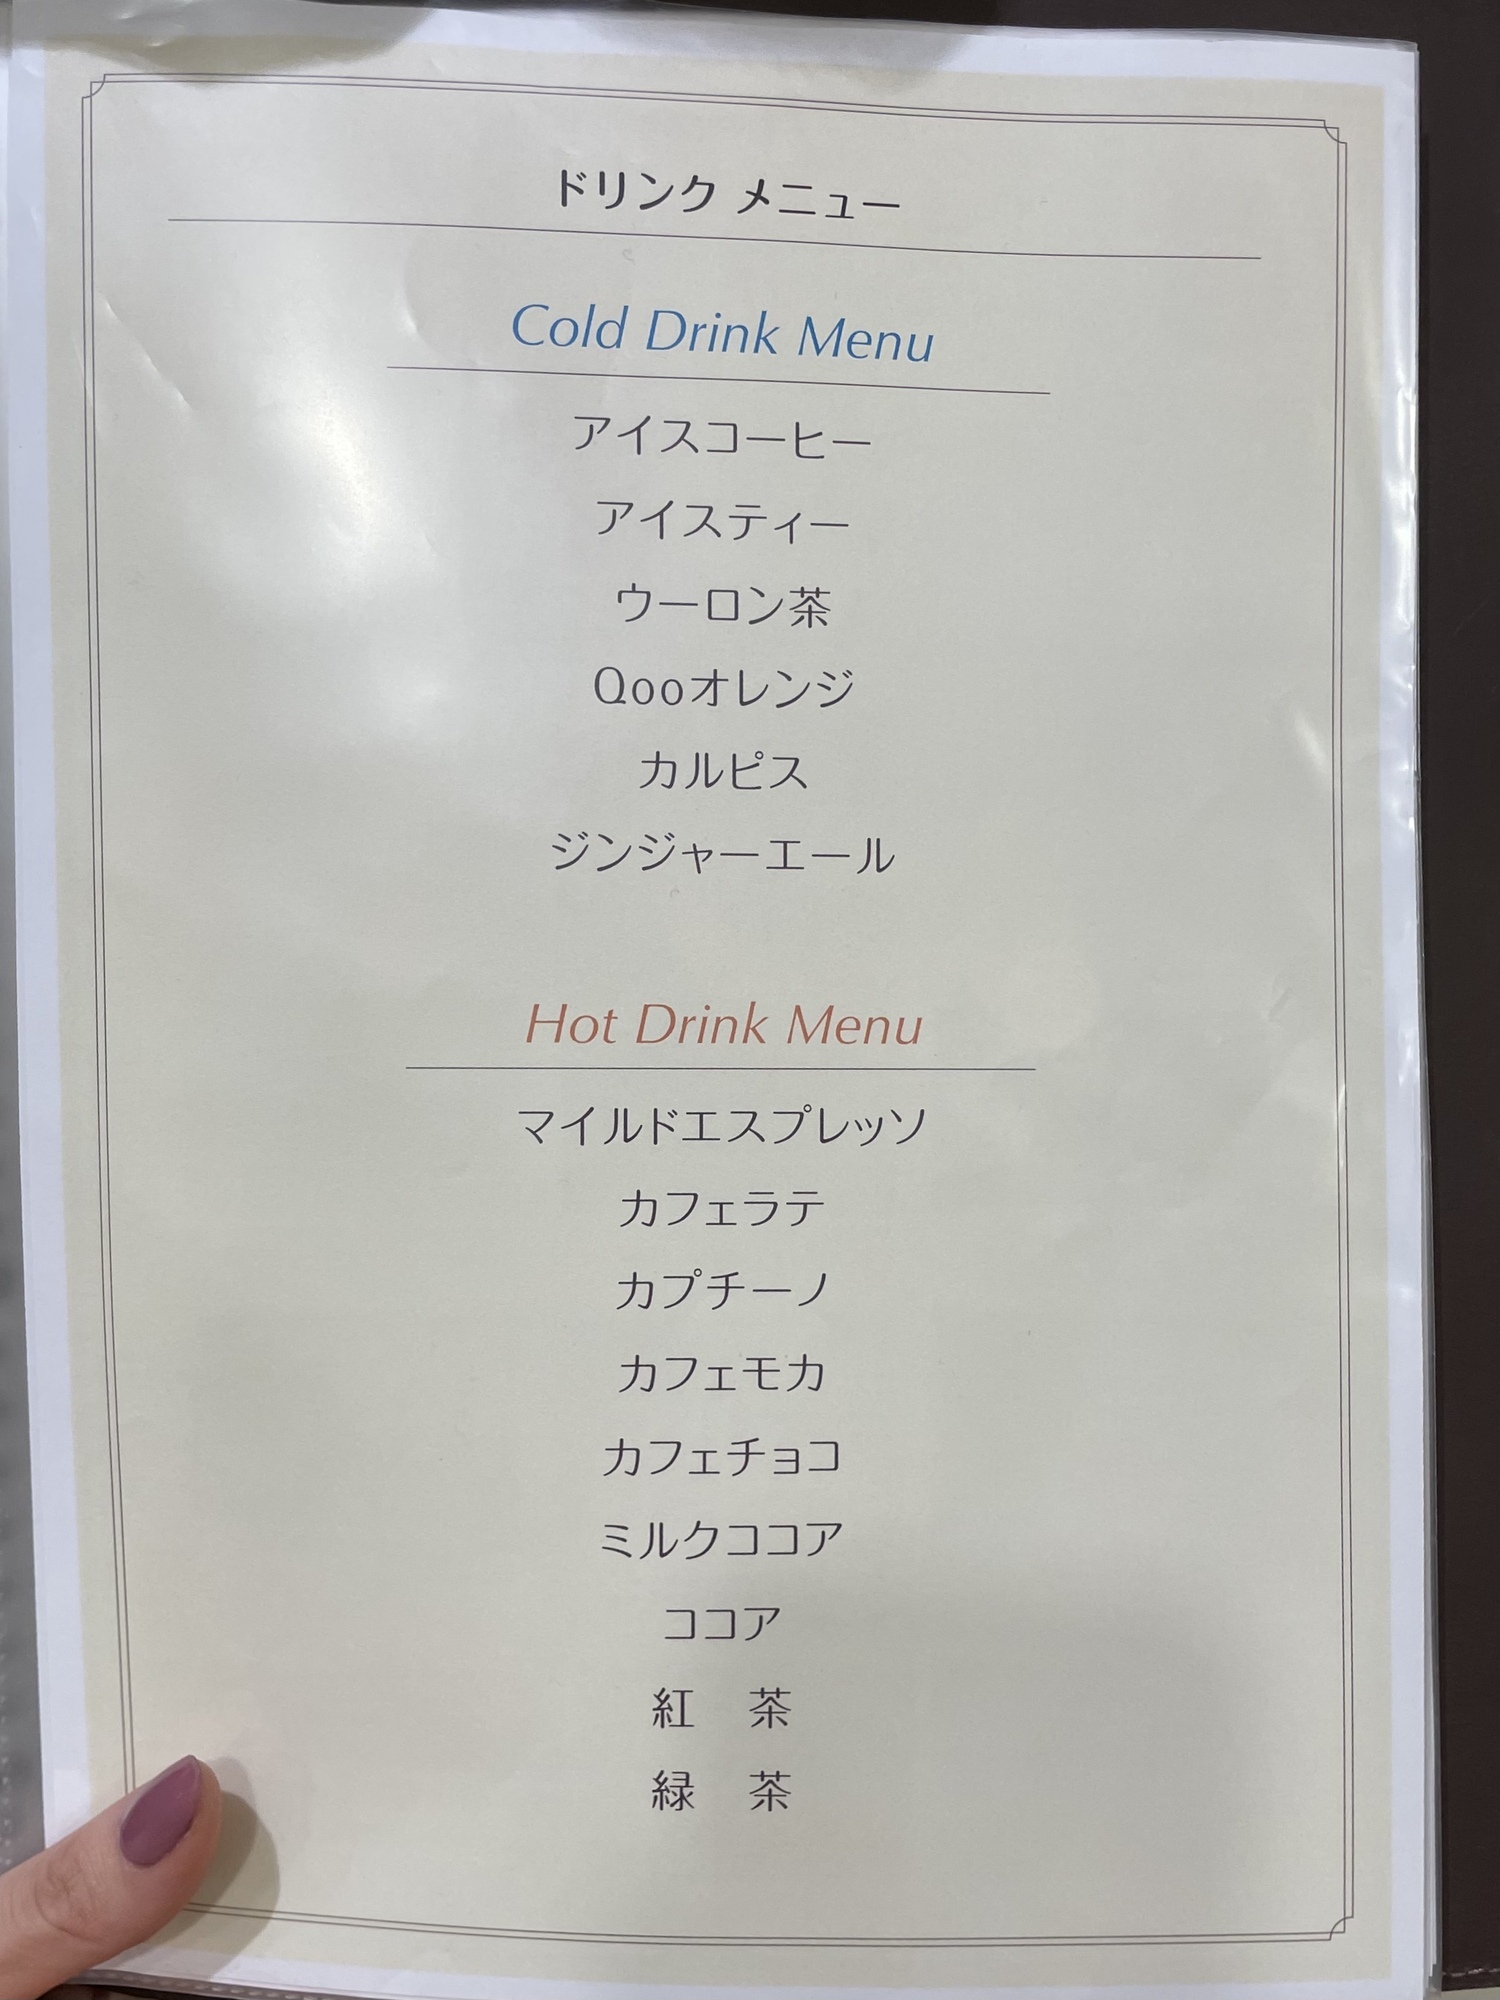 ドリンク メニュー
Cold Drink Menu
アイスコーヒー
アイスティー
ウーロン茶
Qooオレンジ
カルピス
ジンジャーエール
Hot Drink Menu
マイルドエスプレッソ
カフェラテ
カプチーノ
カフェモカ
カフェチョコ
ミルクココア
ココア
紅　茶
緑　茶